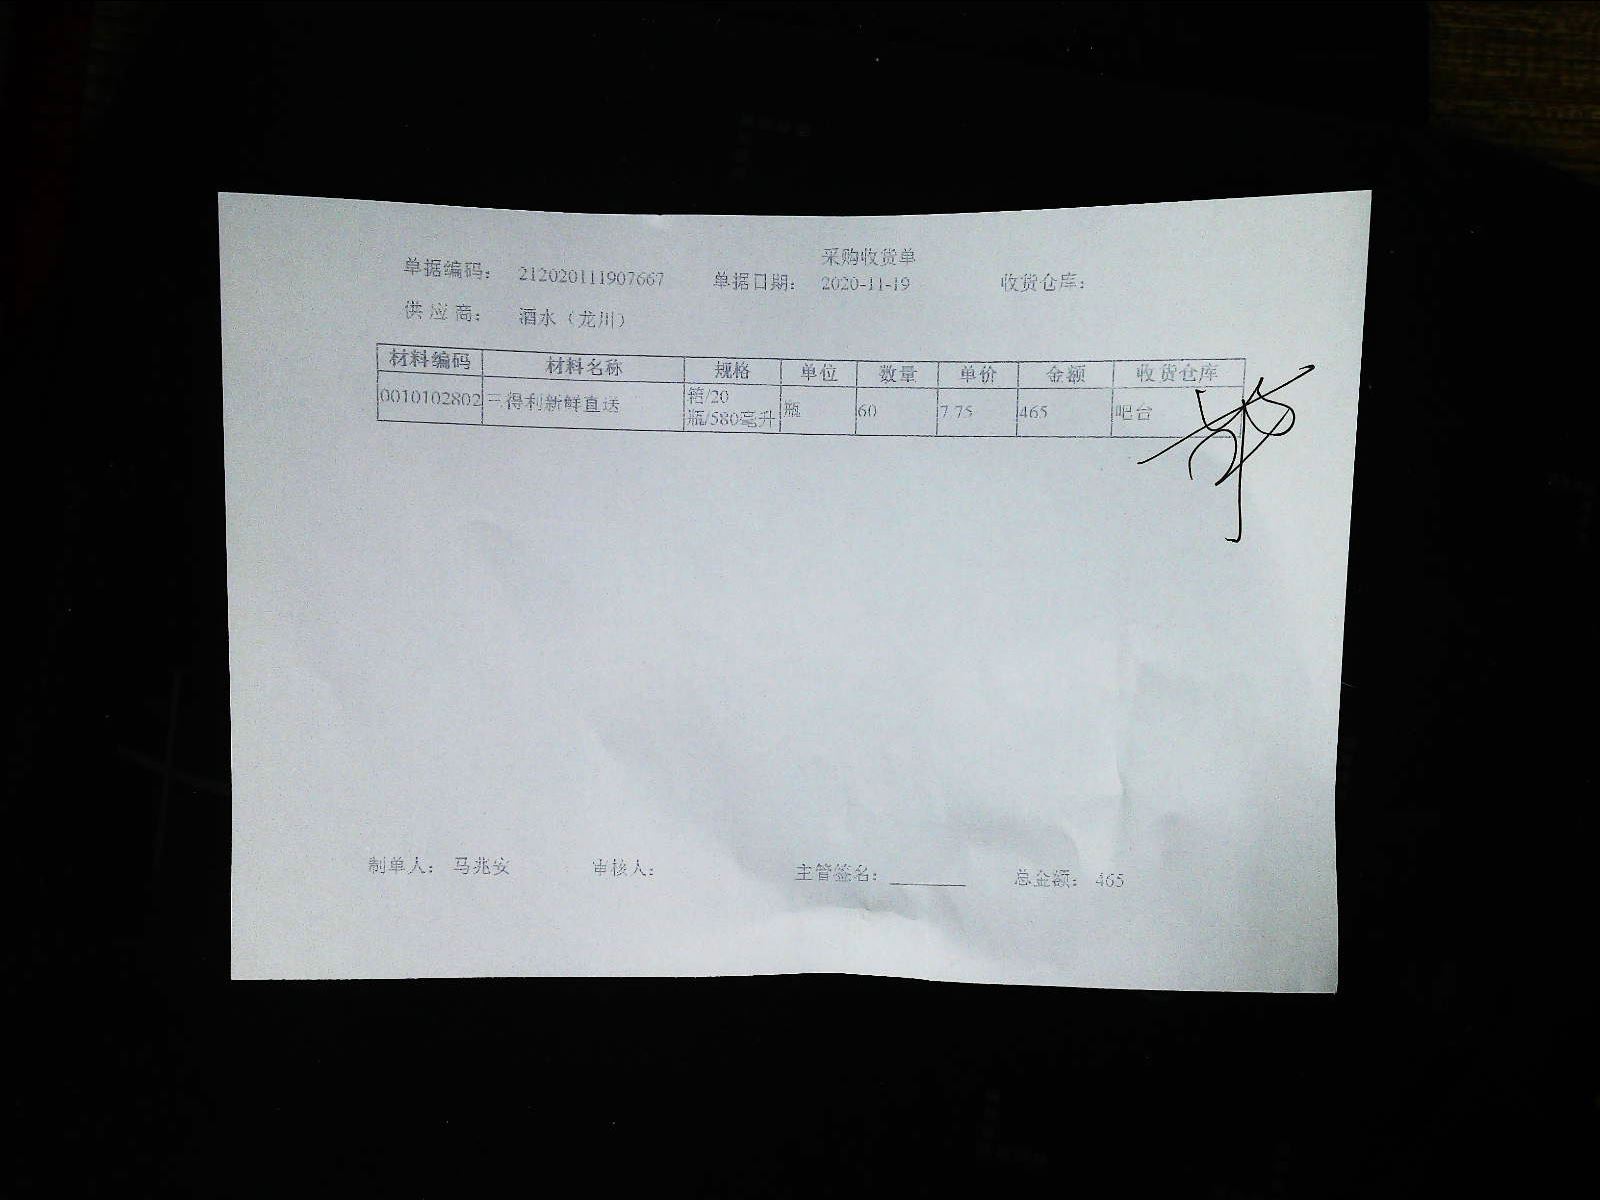 采购收货单
单据编码： 212020111907667 单据日期： 2020-11-19 收货仓库：
供 应 商： 酒水（龙川）
材料编码 材料名称 规格 单位 数量 单价 金额 收货仓库
0010102802 三得利新鲜直送 箱/20瓶/580毫升 瓶 60 7.75 465 吧台
制单人： 马兆安 审核人： 主管签名： ________ 总金额： 465